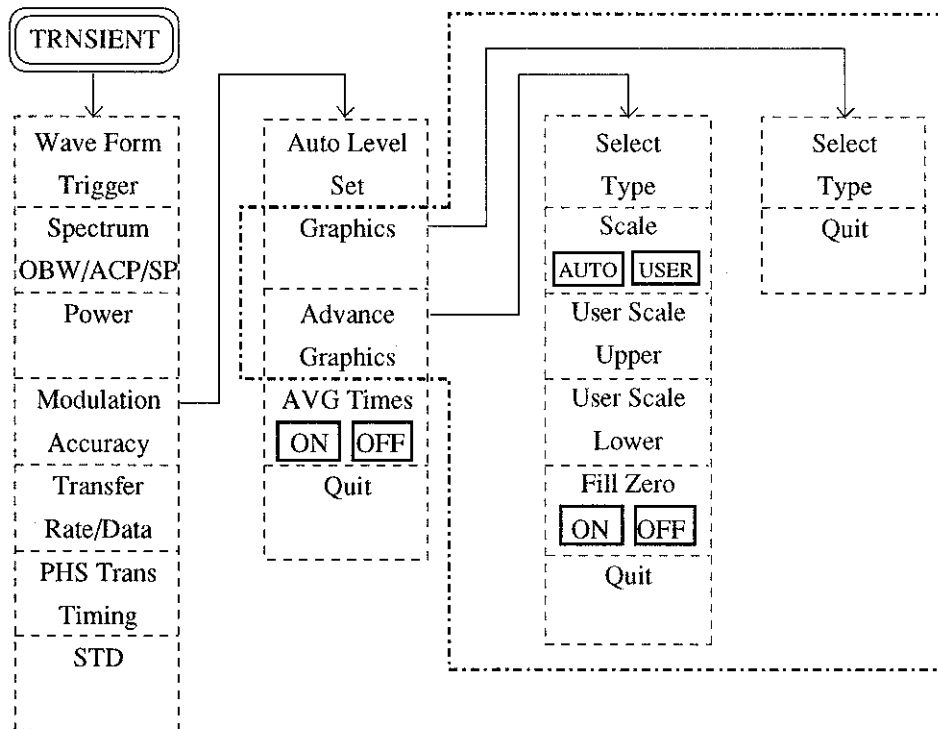 TRNSIENT
Wave Form
Trigger
Spectrum
OBW/ACP/SP
Power
Modulation
Accuracy
Transfer
Rate/Data
PHS Trans
Timing
STD
Auto Level
Set
Graphics
Advance
Graphics
AVG Times
ON OFF
Quit
Select
Type
Scale
AUTO USER
User Scale
Upper
User Scale
Lower
Fill Zero
ON OFF
Quit
Select
Type
Quit